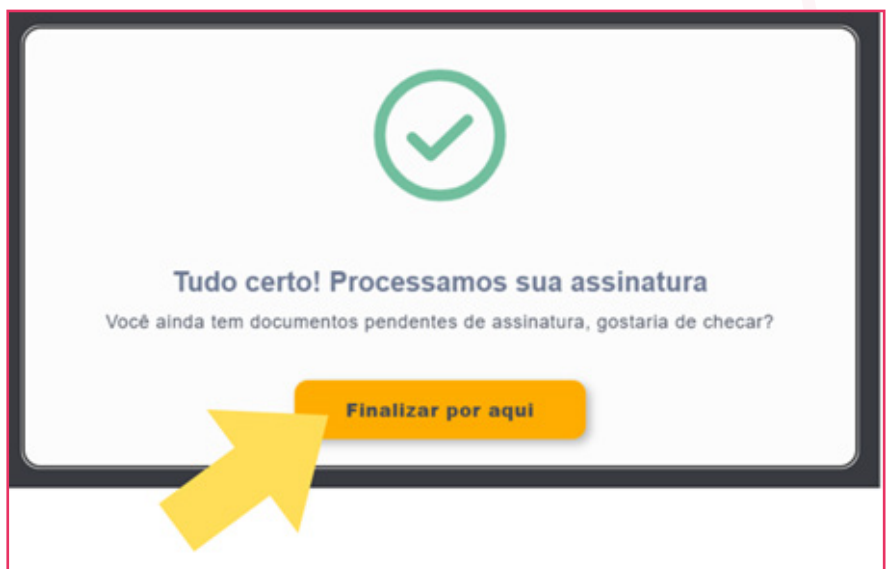 Tudo certo! Processamos sua assinatura
Você ainda tem documentos pendentes de assinatura, gostaria de checar?
Finalizar por aqui